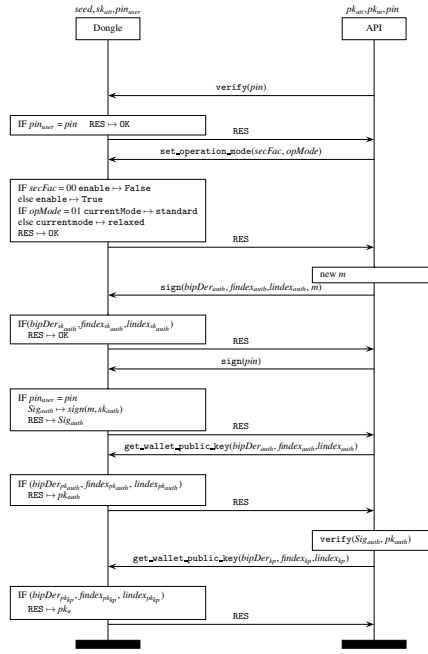 seed, sk_att, pin_user
pk_att, pk_m, pin
Dongle
API
verify(pin)
IF pin_user = pin RES ↦ OK
RES
set_operation_mode(secFac, opMode)
IF secFac = 00 enable ↦ False
else enable ↦ True
IF opMode = 01 currentMode ↦ standard
else currentmode ↦ relaxed
RES ↦ OK
RES
new m
sign(bipDer_auth, findex_auth,lindex_auth, m)
IF(bipDer_sk_auth, findex_sk_auth,lindex_sk_auth)
RES ↦ OK
RES
sign(pin)
IF pin_user = pin
Sig_auth ↦ sign(m, sk_auth)
RES ↦ Sig_auth
RES
get_wallet_public_key(bipDer_auth, findex_auth,lindex_auth)
IF (bipDer_pk_auth, findex_pk_auth, lindex_pk_auth)
RES ↦ pk_auth
RES
verify(Sig_auth, pk_auth)
get_wallet_public_key(bipDer_kp, findex_kp,lindex_kp)
IF (bipDer_pk_kp, findex_pk_kp, lindex_pk_kp)
RES ↦ pk_u
RES